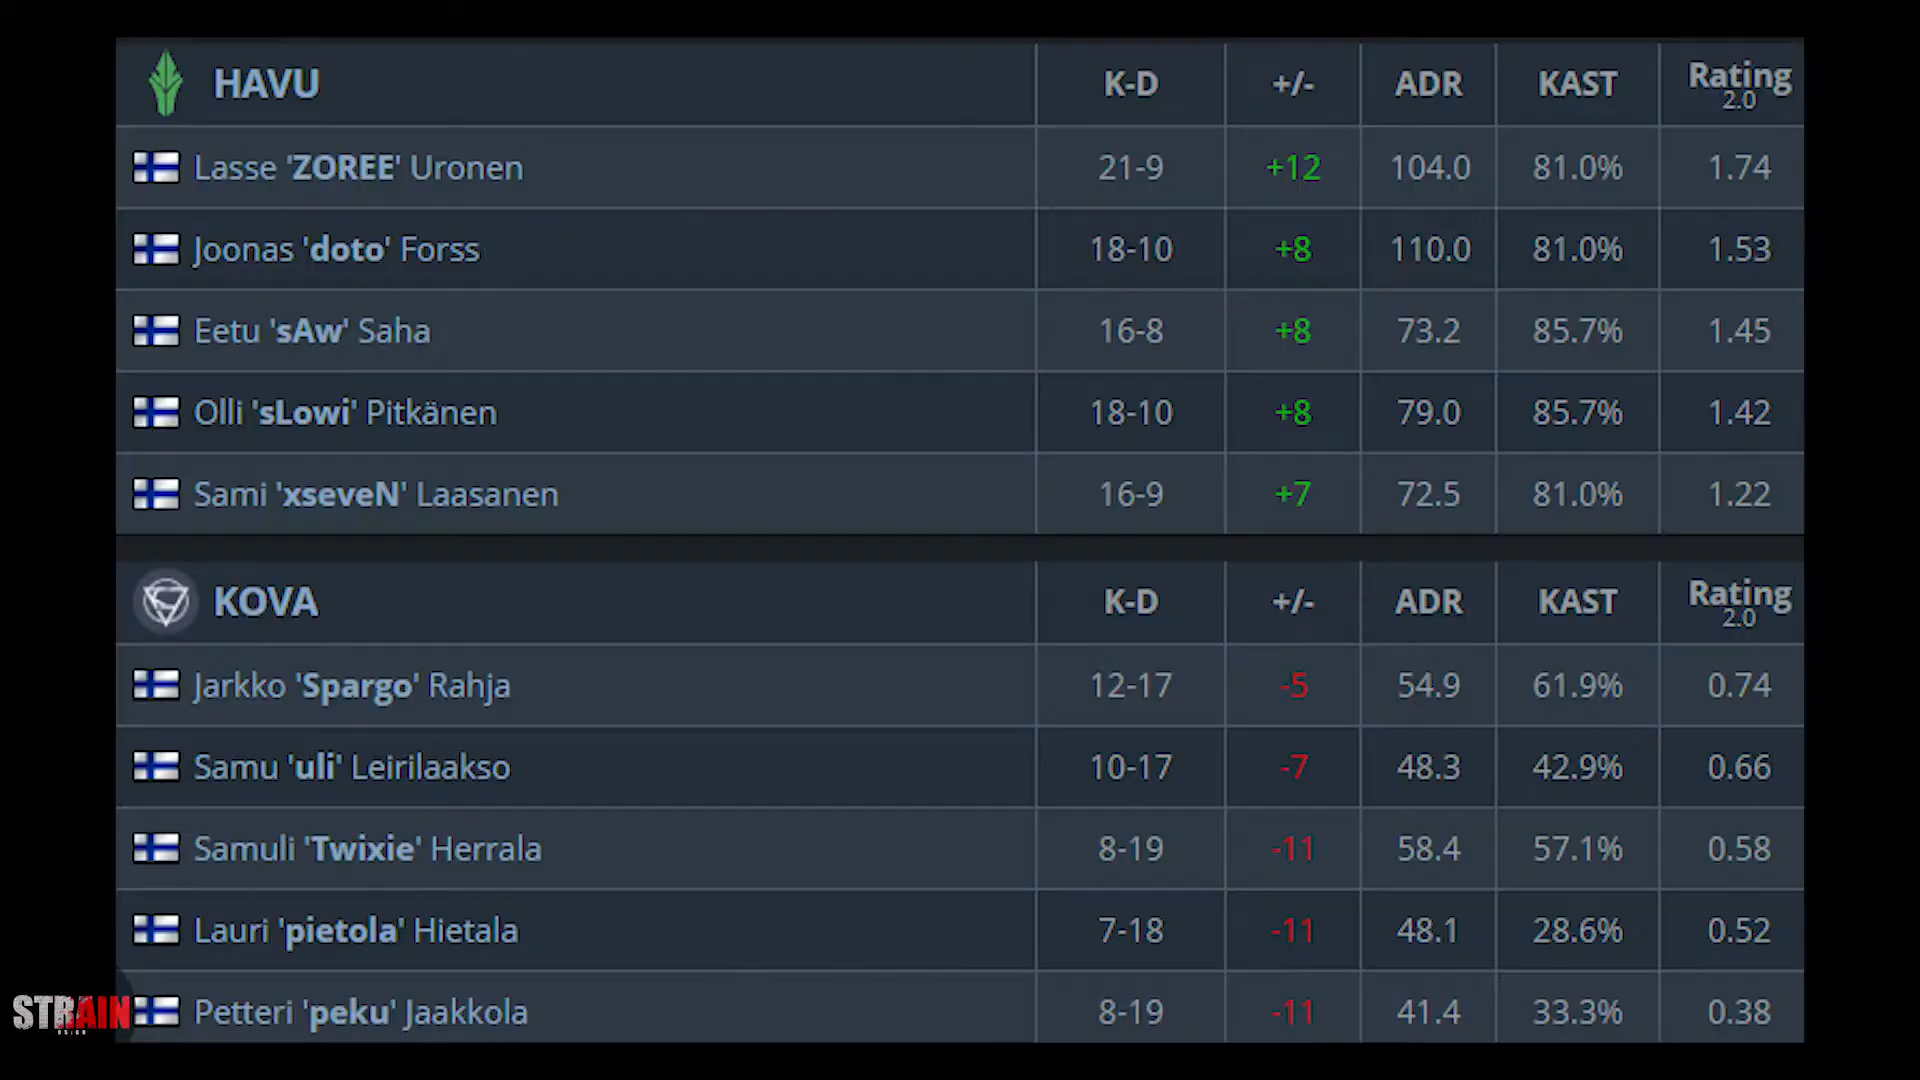 HAVU K-D +/- ADR KAST Rating 2.0
Lasse 'ZOREE' Uronen 21-9 +12 104.0 81.0% 1.74
Joonas 'doto' Forss 18-10 +8 110.0 81.0% 1.53
Eetu 'sAw' Saha 16-8 +8 73.2 85.7% 1.45
Olli 'sLowi' Pitkänen 18-10 +8 79.0 85.7% 1.42
Sami 'xseveN' Laasanen 16-9 +7 72.5 81.0% 1.22
KOVA K-D +/- ADR KAST Rating 2.0
Jarkko 'Spargo' Rahja 12-17 -5 54.9 61.9% 0.74
Samu 'uli' Leirilaakso 10-17 -7 48.3 42.9% 0.66
Samuli 'Twixie' Herrala 8-19 -11 58.4 57.1% 0.58
Lauri 'pietola' Hietala 7-18 -11 48.1 28.6% 0.52
Petteri 'peku' Jaakkola 8-19 -11 41.4 33.3% 0.38
STRAIN